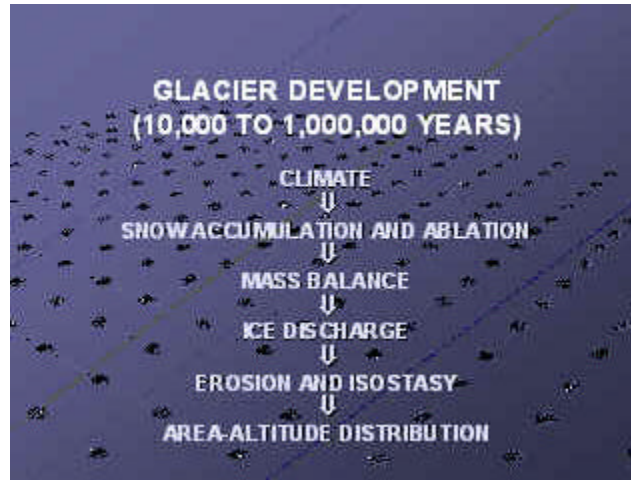 GLACIER DEVELOPMENT
(10,000 TO 1,000,000 YEARS)
CLIMATE
⇓
SNOW ACCUMULATION AND ABLATION
⇓
MASS BALANCE
⇓
ICE DISCHARGE
⇓
EROSION AND ISOSTASY
⇓
AREA-ALTITUDE DISTRIBUTION